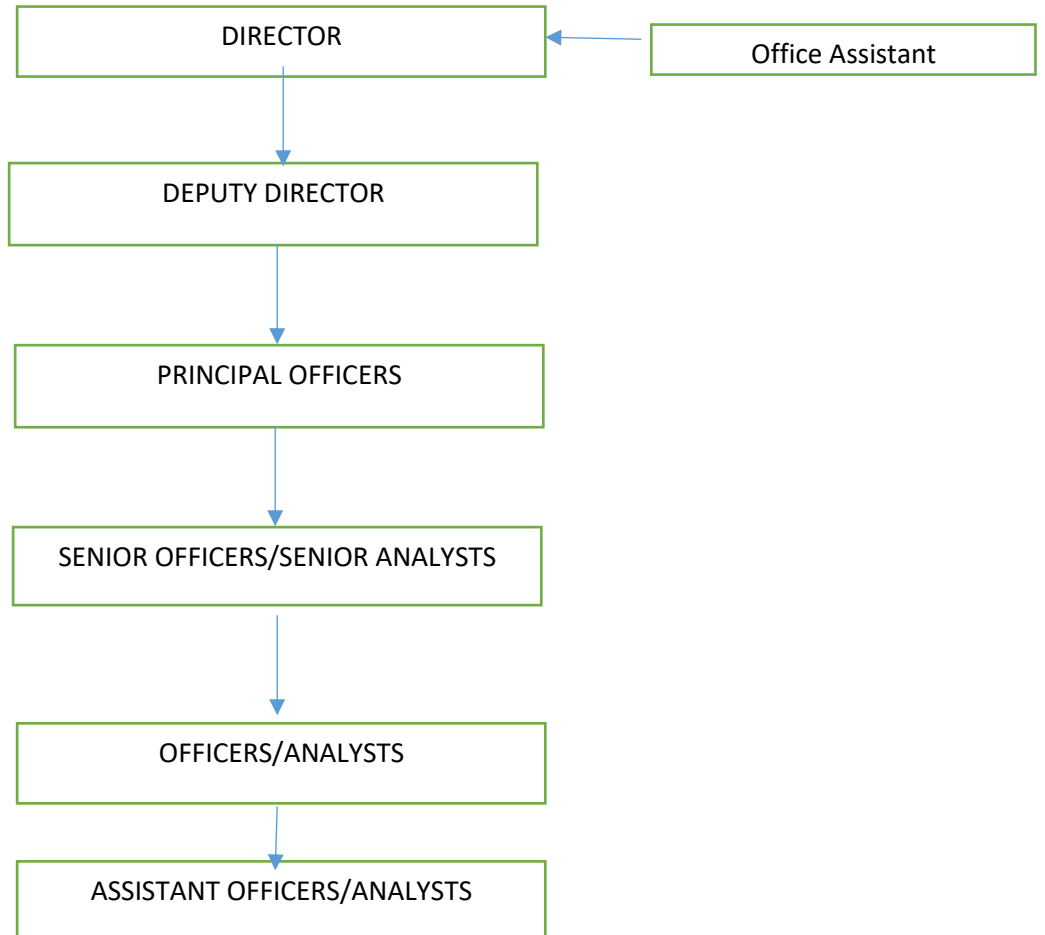 DIRECTOR
Office Assistant
DEPUTY DIRECTOR
PRINCIPAL OFFICERS
SENIOR OFFICERS/SENIOR ANALYSTS
OFFICERS/ANALYSTS
ASSISTANT OFFICERS/ANALYSTS